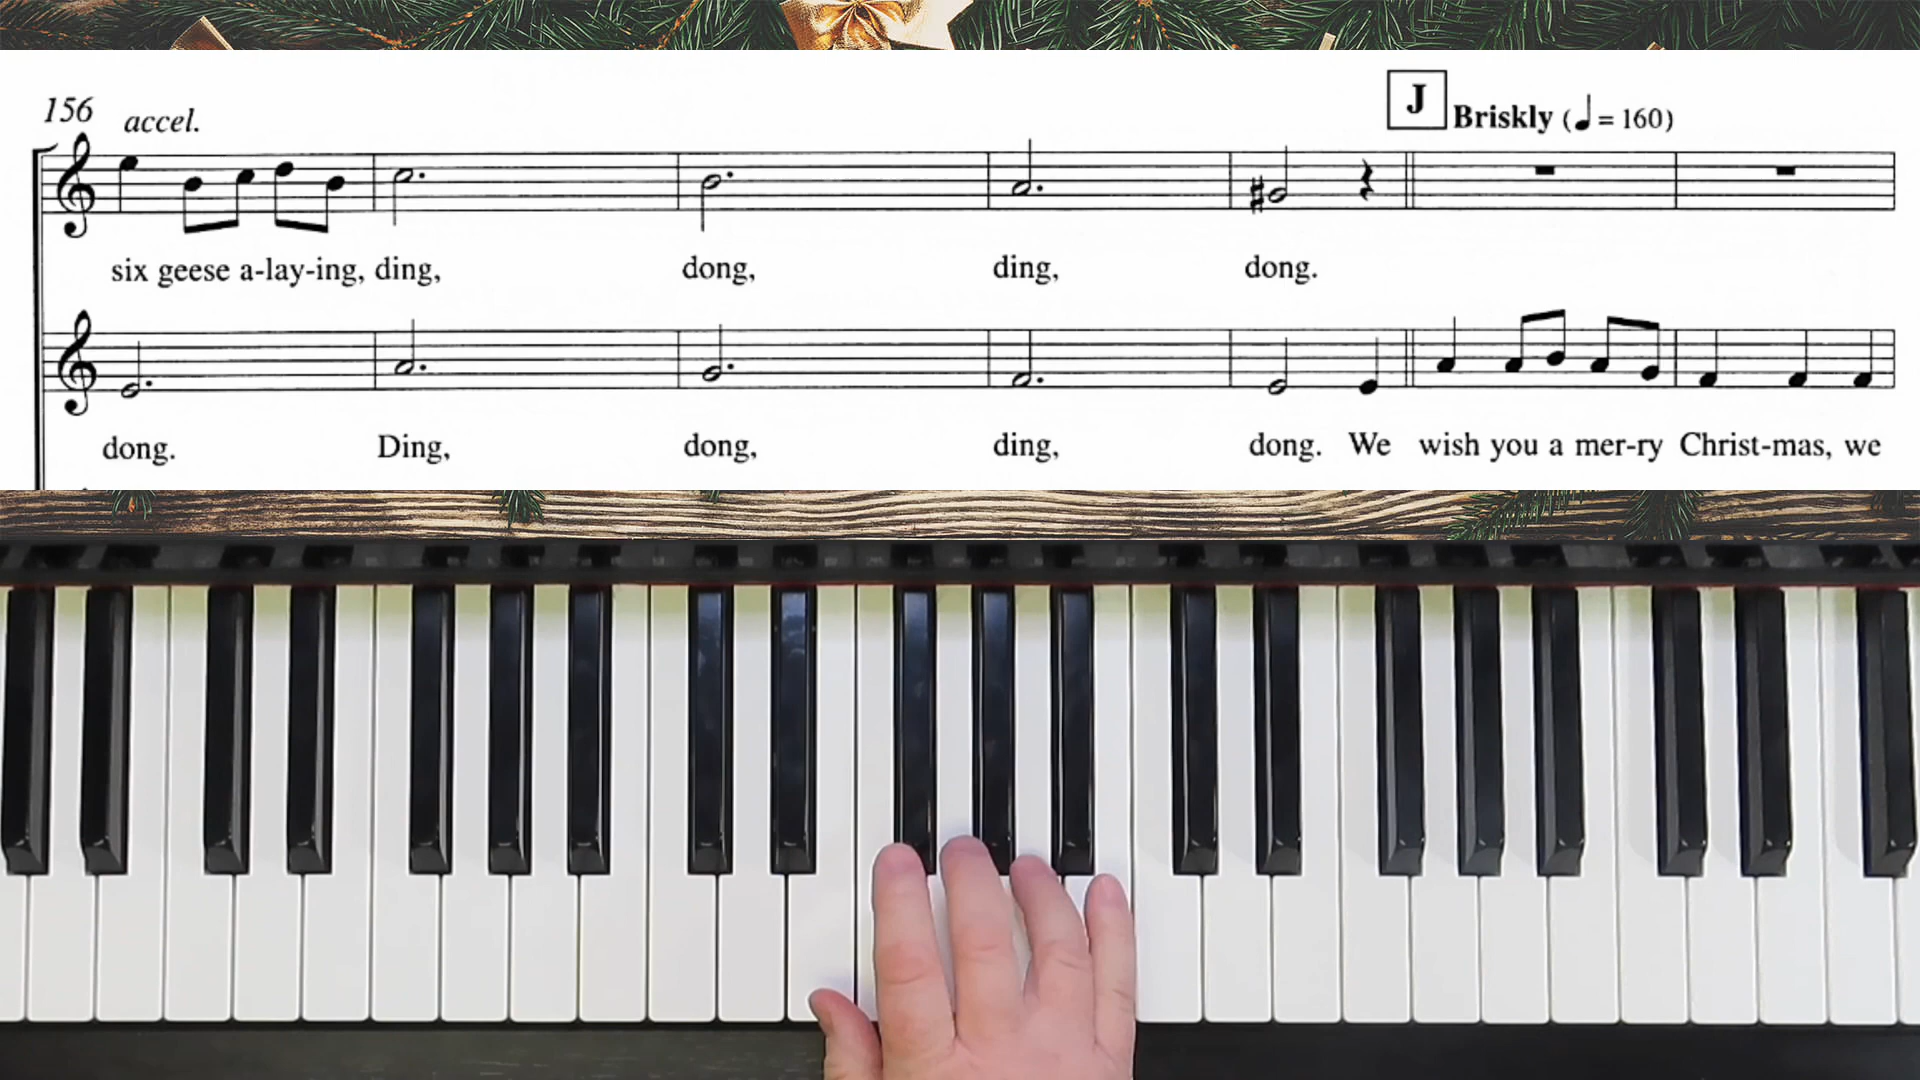 156 accel. J Briskly (♩ = 160)
six geese a-lay-ing, ding, dong, ding, dong.
dong. Ding, dong, ding, dong. We wish you a mer-ry Christ-mas, we